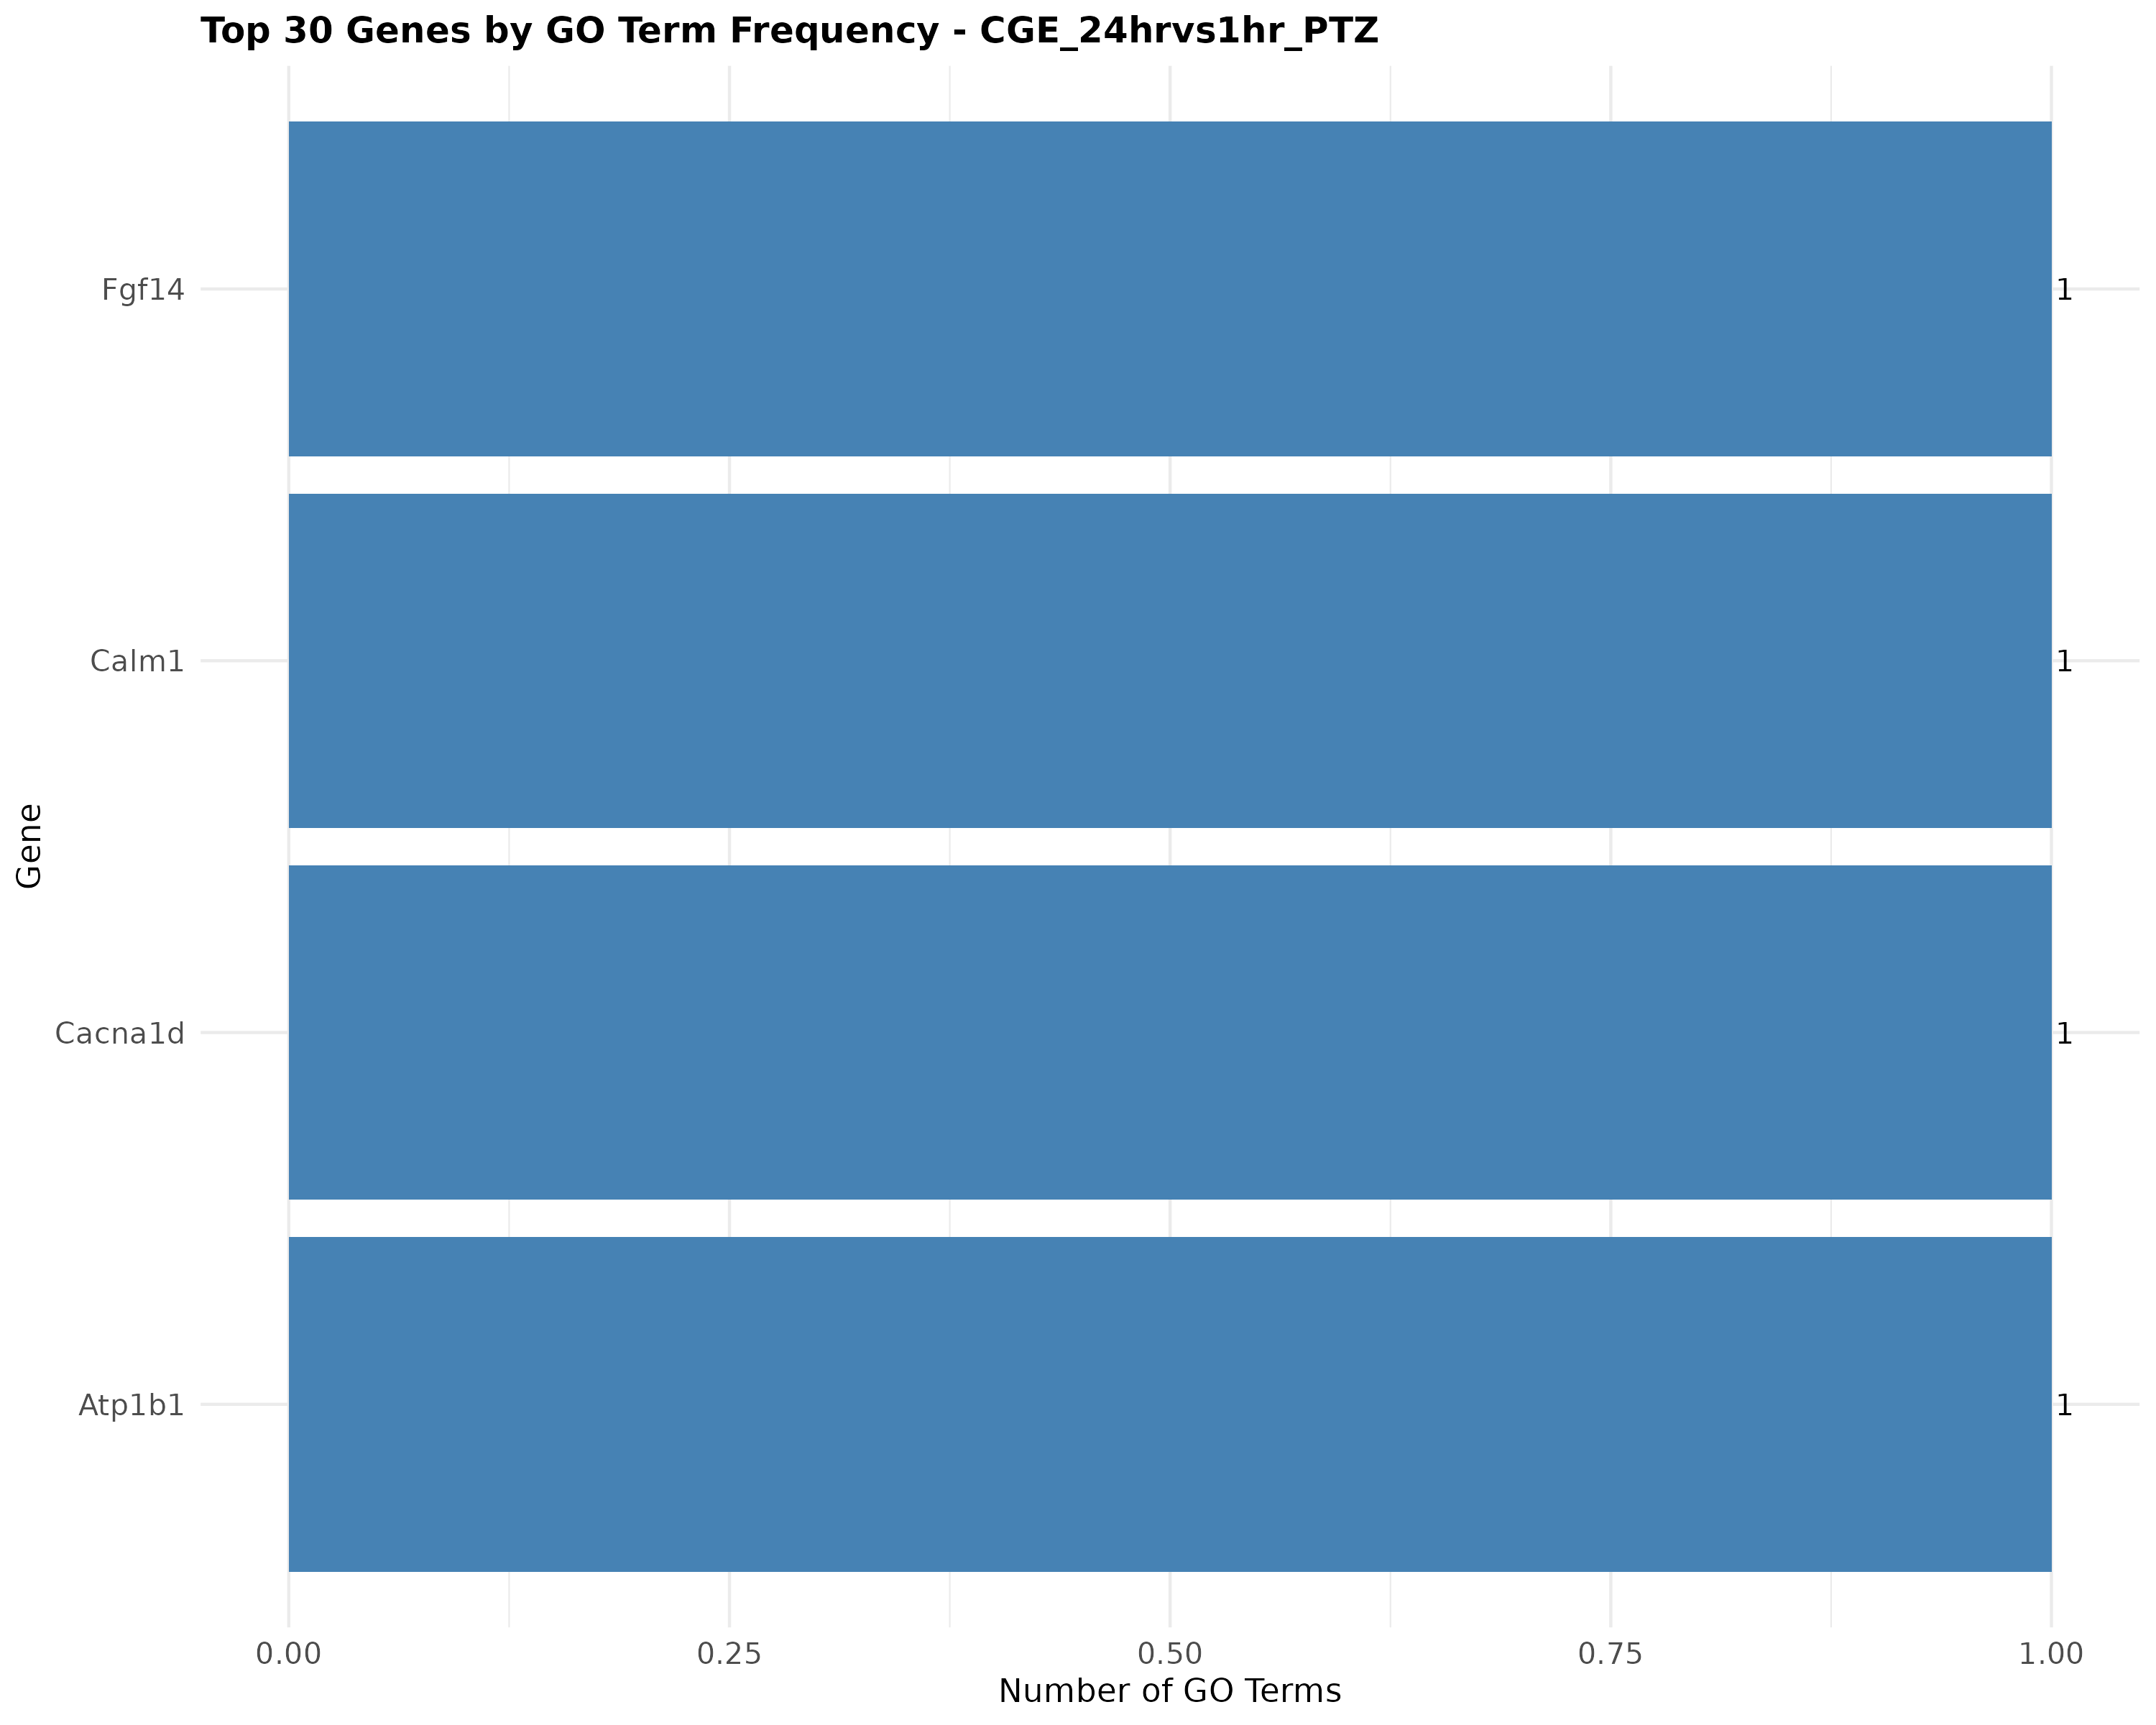 Top 30 Genes by GO Term Frequency - CGE_24hrvs1hr_PTZ
Gene
Fgf14
1
Calm1
1
Cacna1d
1
Atp1b1
1
0.00 0.25 0.50 0.75 1.00
Number of GO Terms